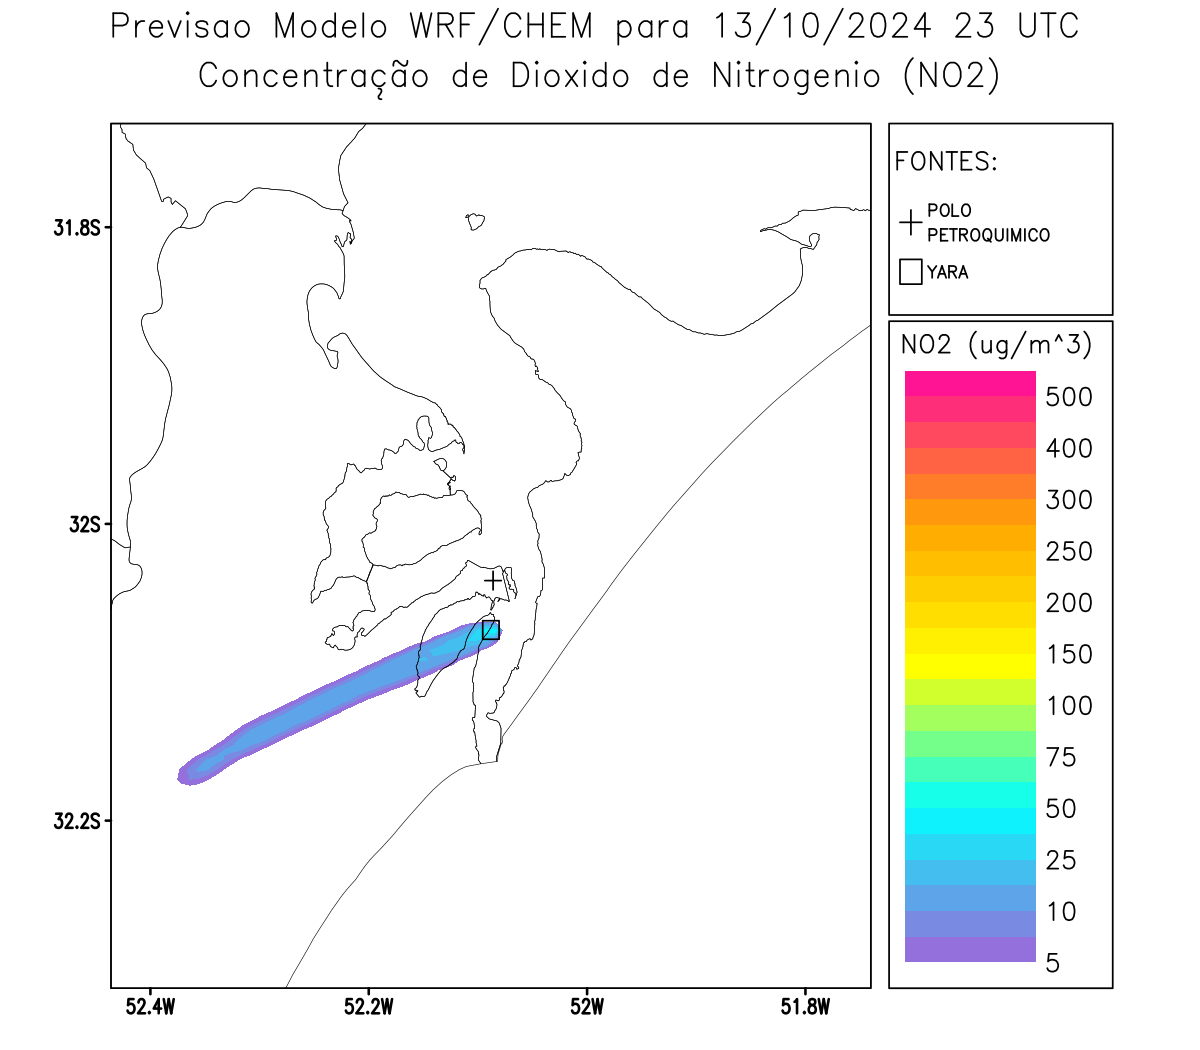 Previsao Modelo WRF/CHEM para 13/10/2024 23 UTC
Concentração de Dioxido de Nitrogenio (NO2)
FONTES:
POLO
PETROQUIMICO
YARA
NO2 (ug/m^3)
500
400
300
250
200
150
100
75
50
25
10
5
31.8S
32S
32.2S
52.4W
52.2W
52W
51.8W